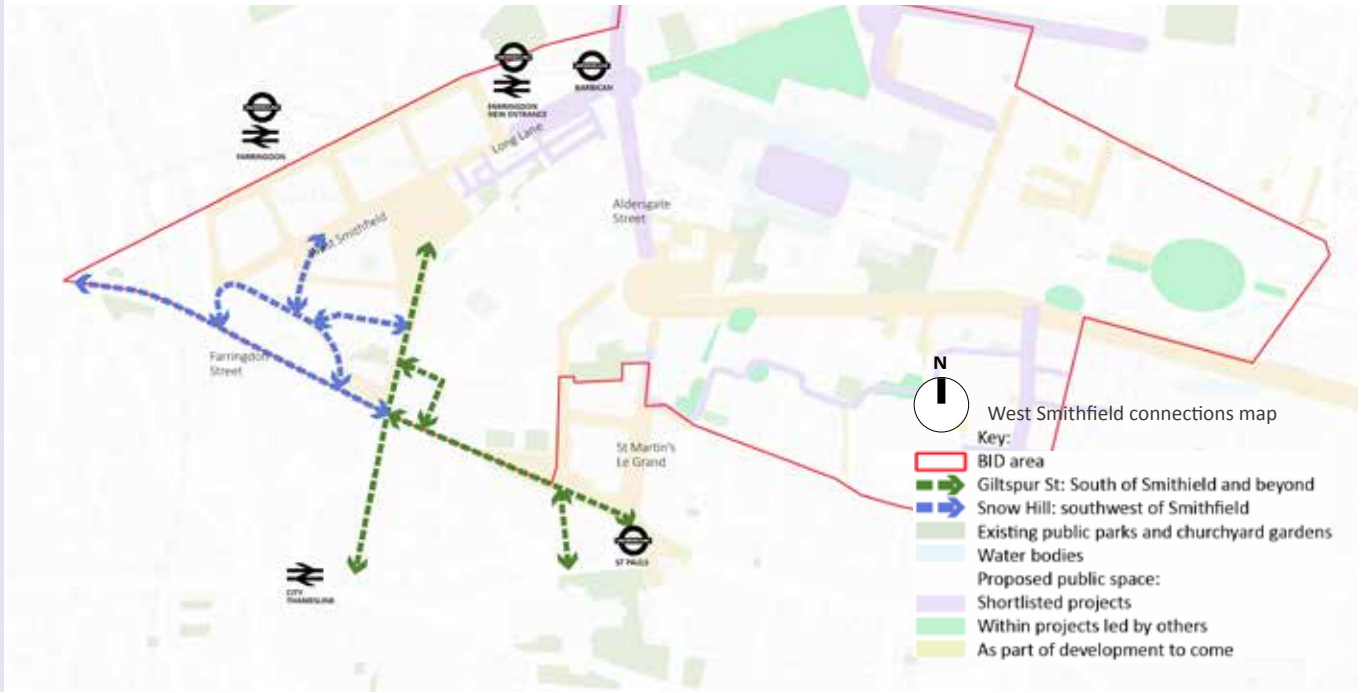 BARBICAN
FARRINGDON
NEW ENTRANCE
FARRINGDON
Long Lane
Aldersgate
Street
West Smithfield
Farringdon
Street
St Martin's
Le Grand
ST PAULS
CITY
THAMESLINK
N
West Smithfield connections map
Key:
BID area
Giltspur St: South of Smithield and beyond
Snow Hill: southwest of Smithfield
Existing public parks and churchyard gardens
Water bodies
Proposed public space:
Shortlisted projects
Within projects led by others
As part of development to come